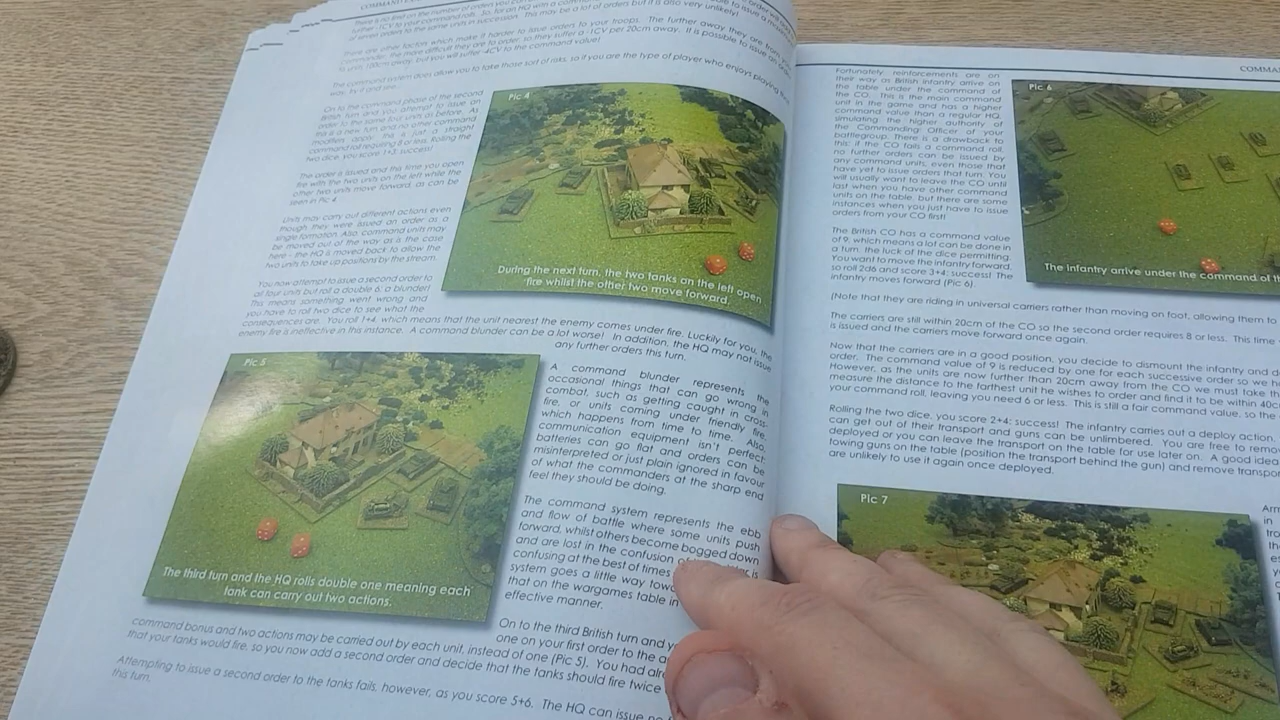 There is no limit on the number of orders you
further -1CV to your command rolls. So, for an HQ with a
of seven orders to the same units in succession. This may be a lot of orders but it is also very unlikely!
There are other factors which make it harder to issue orders to your troops. The further away they are from
commander, the more difficult they are to order, so they suffer a -1CV per 20cm away. It is possible to issue an
to units 100cm away, but you will suffer -4CV to the command value!
The command system does allow you to take those sort of rolls, so if you are the type of player who enjoys playing
way, try it and see
On to the command phase of the second
British turn and you attempt to issue an
order to the same four units as before. As
this is a new turn and no other command
modifiers apply, this is just a straight
command roll requiring 8 or less. Rolling the
two dice, you score 1+3, success!
The order is issued and this time you open
fire with the two units on the left while the
other two units move forward, as can be
seen in Pic 4.
Units may carry out different actions even
though they were issued an order as a
single formation. Also, command units may
be moved out of the way as is the case
here - the HQ is moved back to allow the
two units to take up positions by the stream.
You now attempt to issue a second order to
all four units but roll a double 6, a blunder!
This means something went wrong and
you have to roll two dice to see what the
consequences are. You roll 1+4, which means that the unit nearest the enemy comes under fire. Luckily for you, the
enemy fire is ineffective in this instance. A command blunder can be a lot worse! In addition, the HQ may not issue
any further orders this turn.
Pic 4
During the next turn, the two tanks on the left open
fire whilst the other two move forward.
Pic 5
The third turn and the HQ rolls double one meaning each
tank can carry out two actions.
A command blunder represents the
occasional things that can go wrong in
combat, such as getting caught in cross-
fire, or units coming under friendly fire,
which happens from time to time. Also,
communication equipment isn't perfect,
batteries can go flat and orders can be
misinterpreted or just plain ignored in favour
of what the commanders at the sharp end
feel they should be doing.
The command system represents the ebb
and flow of battle where some units push
forward, whilst others become bogged down
and are lost in the confusion of
confusing at the best of times
system goes a little way
that on the wargames table in
effective manner.
On to the third British turn and
one on your first order to the
command bonus and two actions may be carried out by each unit, instead of one (Pic 5). You had
that your tanks would fire, so you now add a second order and decide that the tanks should fire twice
Attempting to issue a second order to the tanks fails, however, as you score 5+6. The HQ can issue no
this turn.
Fortunately, reinforcements are on
their way as British infantry arrive on
the table under the command of
the CO. This is the main command
unit in the game and has a higher
command value than a regular HQ,
simulating the higher authority of
the Commanding Officer of your
battlegroup. There is a drawback to
this: if the CO fails a command roll,
no further orders can be issued by
any command units, even those that
have yet to issue orders that turn. You
will usually want to leave the CO until
last when you have other command
units on the table, but there are some
instances when you just have to issue
orders from your CO first!
The British CO has a command value
of 9, which means a lot can be done in
a turn, the luck of the dice permitting.
You want to move the infantry forward,
so roll 2d6 and score 3+4; success! The
infantry moves forward (Pic 6).
Pic 6
The infantry arrive under the command of
(Note that they are riding in universal carriers rather than moving on foot, allowing them to
The carriers are still within 20cm of the CO so the second order requires 8 or less. This time
is issued and the carriers move forward once again.
Now that the carriers are in a good position, you decide to dismount the infantry and
order. The command value of 9 is reduced by one for each successive order so we
However, as the units are now further than 20cm away from the CO we must take
measure the distance to the farthest unit he wishes to order and find it to be within
your command roll, leaving you need 6 or less. This is still a fair command value, so the
Rolling the two dice, you score 2+4; success! The infantry carries out a deploy action,
can get out of their transport and guns can be unlimbered. You are free to
deployed or you can leave the transport on the table for use later on. A good
towing guns on the table (position the transport behind the gun) and remove
are unlikely to use it again once deployed.
Pic 7